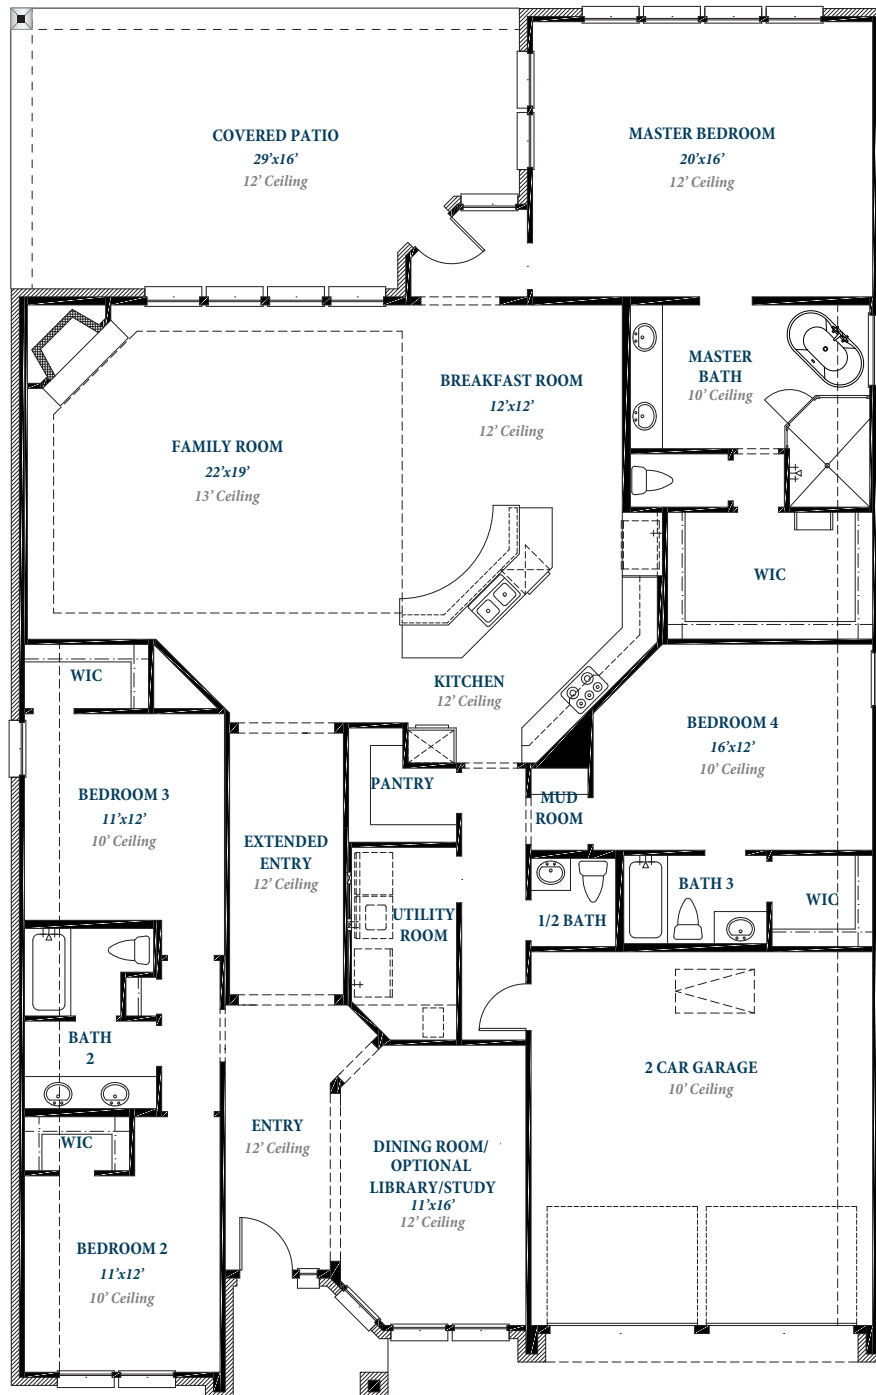 COVERED PATIO
29’x16’
12’ Ceiling
MASTER BEDROOM
20’x16’
12’ Ceiling
MASTER
BATH
10’ Ceiling
BREAKFAST ROOM
12’x12’
12’ Ceiling
FAMILY ROOM
22’x19’
13’ Ceiling
WIC
WIC
KITCHEN
12’ Ceiling
BEDROOM 4
16’x12’
10’ Ceiling
BEDROOM 3
11’x12’
10’ Ceiling
PANTRY
MUD
ROOM
EXTENDED
ENTRY
12’ Ceiling
UTILITY
ROOM
1/2 BATH
BATH 3
WIC
BATH
2
2 CAR GARAGE
10’ Ceiling
WIC
ENTRY
12’ Ceiling
DINING ROOM/
OPTIONAL
LIBRARY/STUDY
11’x16’
12’ Ceiling
BEDROOM 2
11’x12’
10’ Ceiling